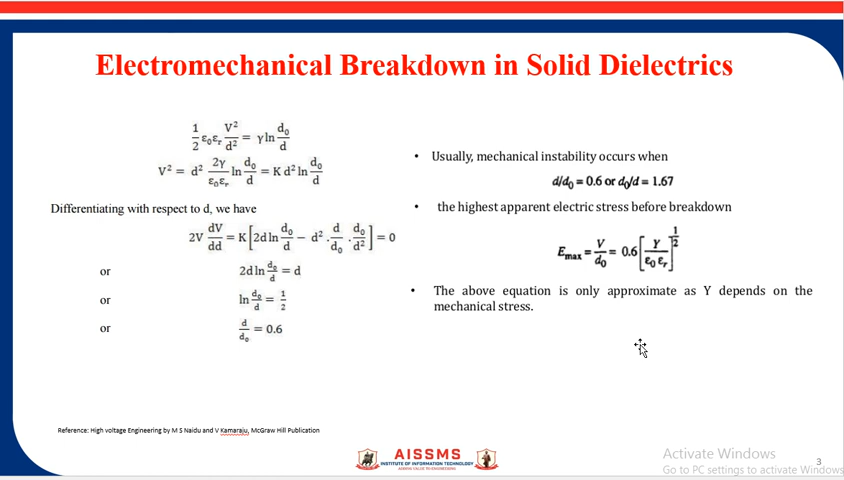 Electromechanical Breakdown in Solid Dielectrics
1/2 ε₀εᵣ V²/d² = γ ln d₀/d
V² = d² 2γ/ε₀εᵣ ln d₀/d = K d² ln d₀/d
Differentiating with respect to d, we have
2V dV/dd = K[2d ln d₀/d − d² · d/d₀ · d₀/d²] = 0
or 2d ln d₀/d = d
or ln d₀/d = 1/2
or d/d₀ = 0.6
• Usually, mechanical instability occurs when
d/d₀ = 0.6 or d₀/d = 1.67
• the highest apparent electric stress before breakdown
Eₘₐₓ = V/d₀ = 0.6 [Y/ε₀ εᵣ]^1/2
• The above equation is only approximate as Y depends on the
mechanical stress.
Reference: High voltage Engineering by M S Naidu and V Kamaraju, McGraw Hill Publication
AISSMS
INSTITUTE OF INFORMATION TECHNOLOGY
ADDING VALUE TO ENGINEERING
Activate Windows
Go to PC settings to activate Windows
3